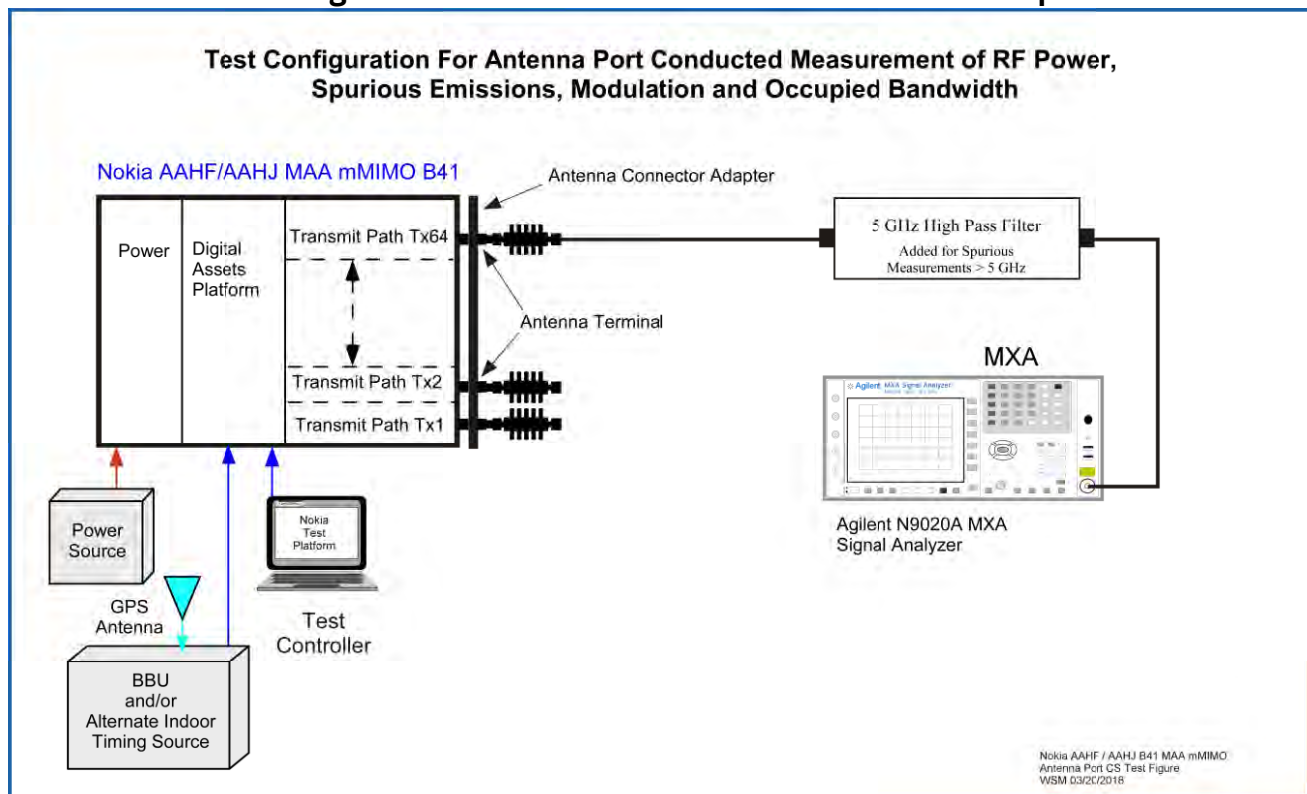 Test Configuration For Antenna Port Conducted Measurement of RF Power,
Spurious Emissions, Modulation and Occupied Bandwidth
Nokia AAHF/AAHJ MAA mMIMO B41
Antenna Connector Adapter
Power
Digital
Assets
Platform
Transmit Path Tx64
5 GHz High Pass Filter
Added for Spurious
Measurements > 5 GHz
Antenna Terminal
Transmit Path Tx2
Transmit Path Tx1
MXA
Agilent MXA Signal Analyzer
Agilent N9020A MXA
Signal Analyzer
Power
Source
Nokia
Test
Platform
GPS
Antenna
Test
Controller
BBU
and/or
Alternate Indoor
Timing Source
Nokia AAHF / AAHJ B41 MAA mMIMO
Antenna Port CS Test Figure
WSM 03/20/2018